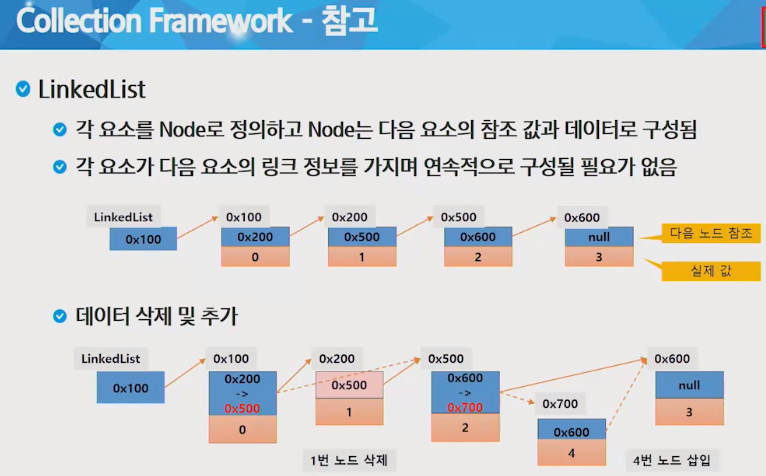 Collection Framework - 참고
LinkedList
각 요소를 Node로 정의하고 Node는 다음 요소의 참조 값과 데이터로 구성됨
각 요소가 다음 요소의 링크 정보를 가지며 연속적으로 구성될 필요가 없음
LinkedList 0x100 0x200 0x500 0x600
0x100 0x200 0x500 0x600 null 다음 노드 참조
0 1 2 3 실제 값
데이터 삭제 및 추가
LinkedList 0x100 0x200 0x500 0x600
0x100 0x200 -> 0x500 0x500 0x600 -> 0x700 0x700 null
0 1 2 0x600 3
4
1번 노드 삭제 4번 노드 삽입